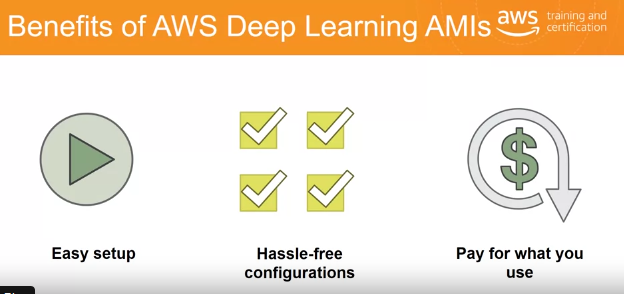 Benefits of AWS Deep Learning AMIs
aws training and
certification
Easy setup
Hassle-free
configurations
Pay for what you
use